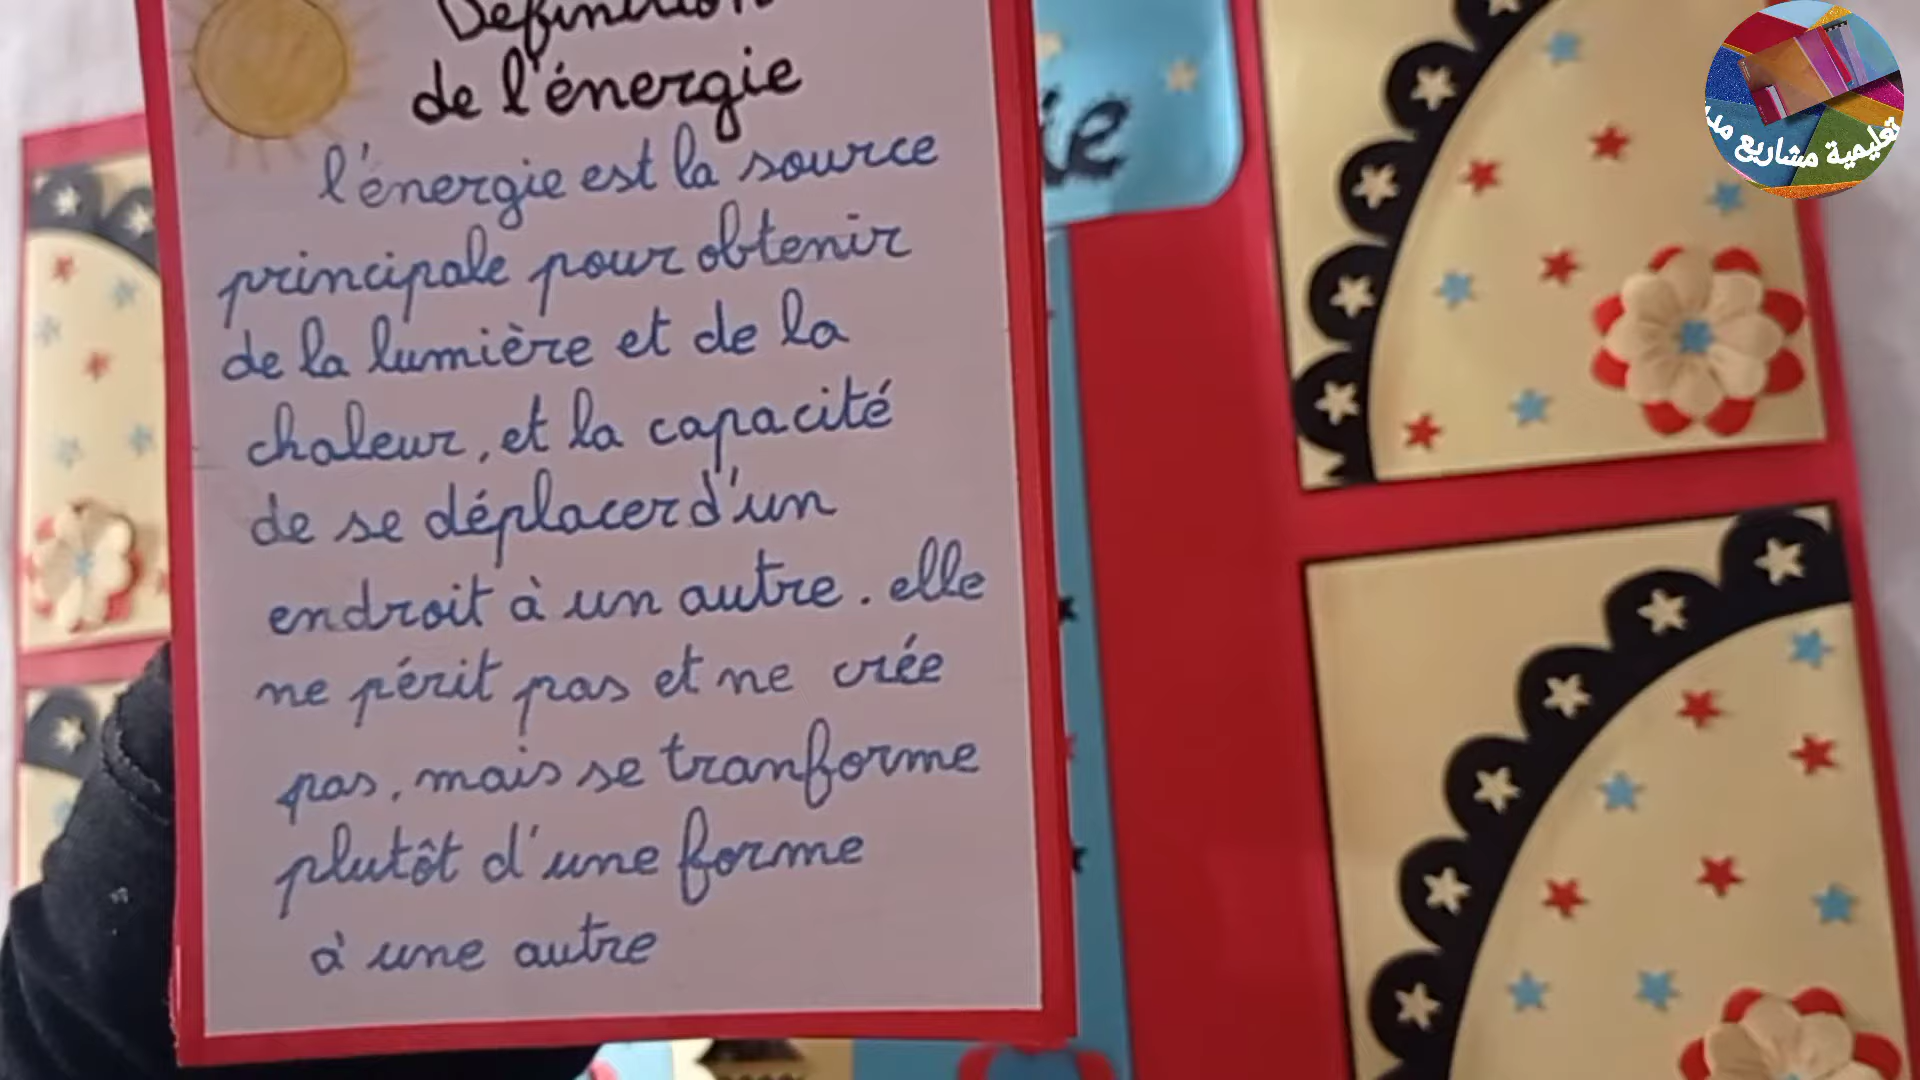 Définition
de l'énergie
l'énergie est la source
principale pour obtenir
de la lumière et de la
chaleur, et la capacité
de se déplacer d'un
endroit à un autre. elle
ne périt pas et ne crée
pas, mais se tranforme
plutôt d'une forme
à une autre
ie
تعليمية مشاريع